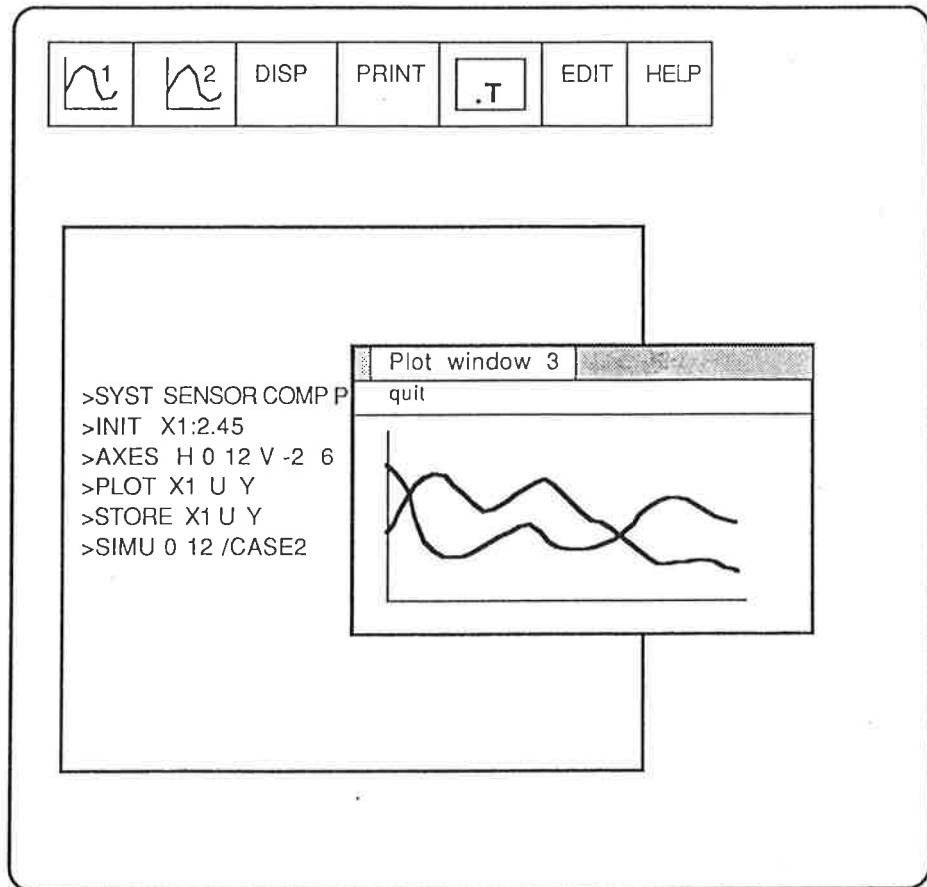 1 2 DISP PRINT .T EDIT HELP
Plot window 3
quit
>SYST SENSOR COMP P
>INIT X1:2.45
>AXES H 0 12 V -2 6
>PLOT X1 U Y
>STORE X1 U Y
>SIMU 0 12 /CASE2